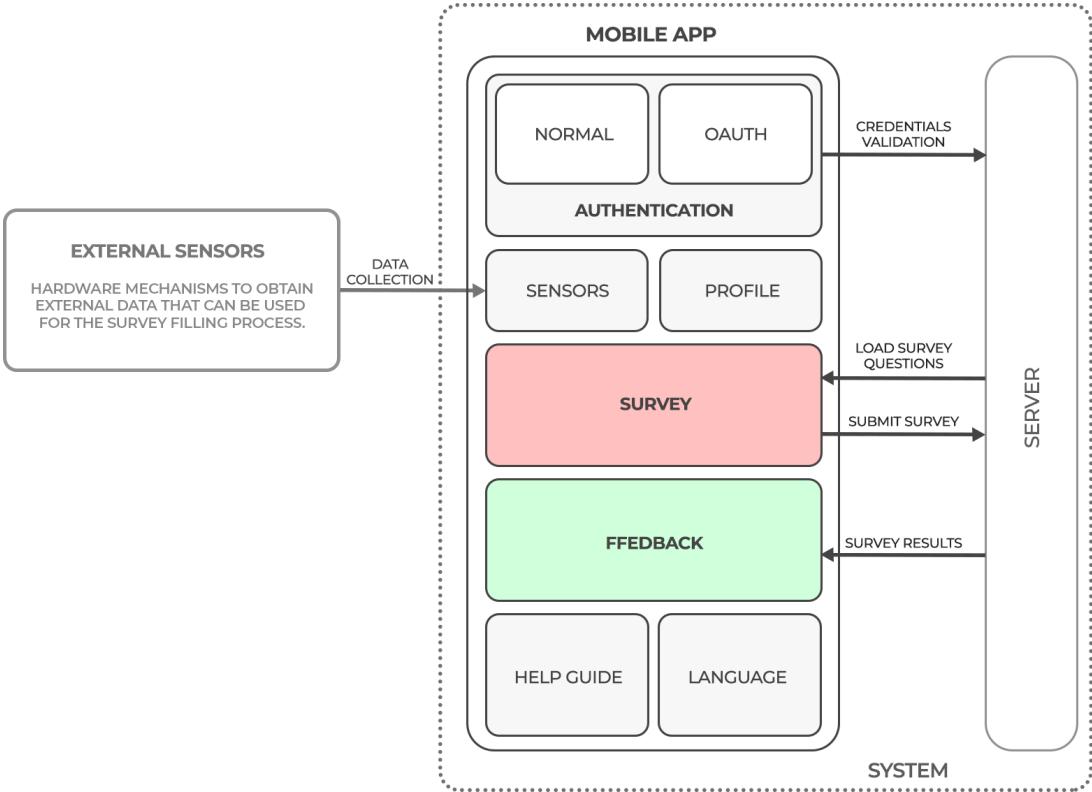 MOBILE APP
NORMAL
OAUTH
AUTHENTICATION
CREDENTIALS
VALIDATION
EXTERNAL SENSORS
HARDWARE MECHANISMS TO OBTAIN
EXTERNAL DATA THAT CAN BE USED
FOR THE SURVEY FILLING PROCESS.
DATA
COLLECTION
SENSORS
PROFILE
SURVEY
LOAD SURVEY
QUESTIONS
SUBMIT SURVEY
SERVER
FFEDBACK
SURVEY RESULTS
HELP GUIDE
LANGUAGE
SYSTEM